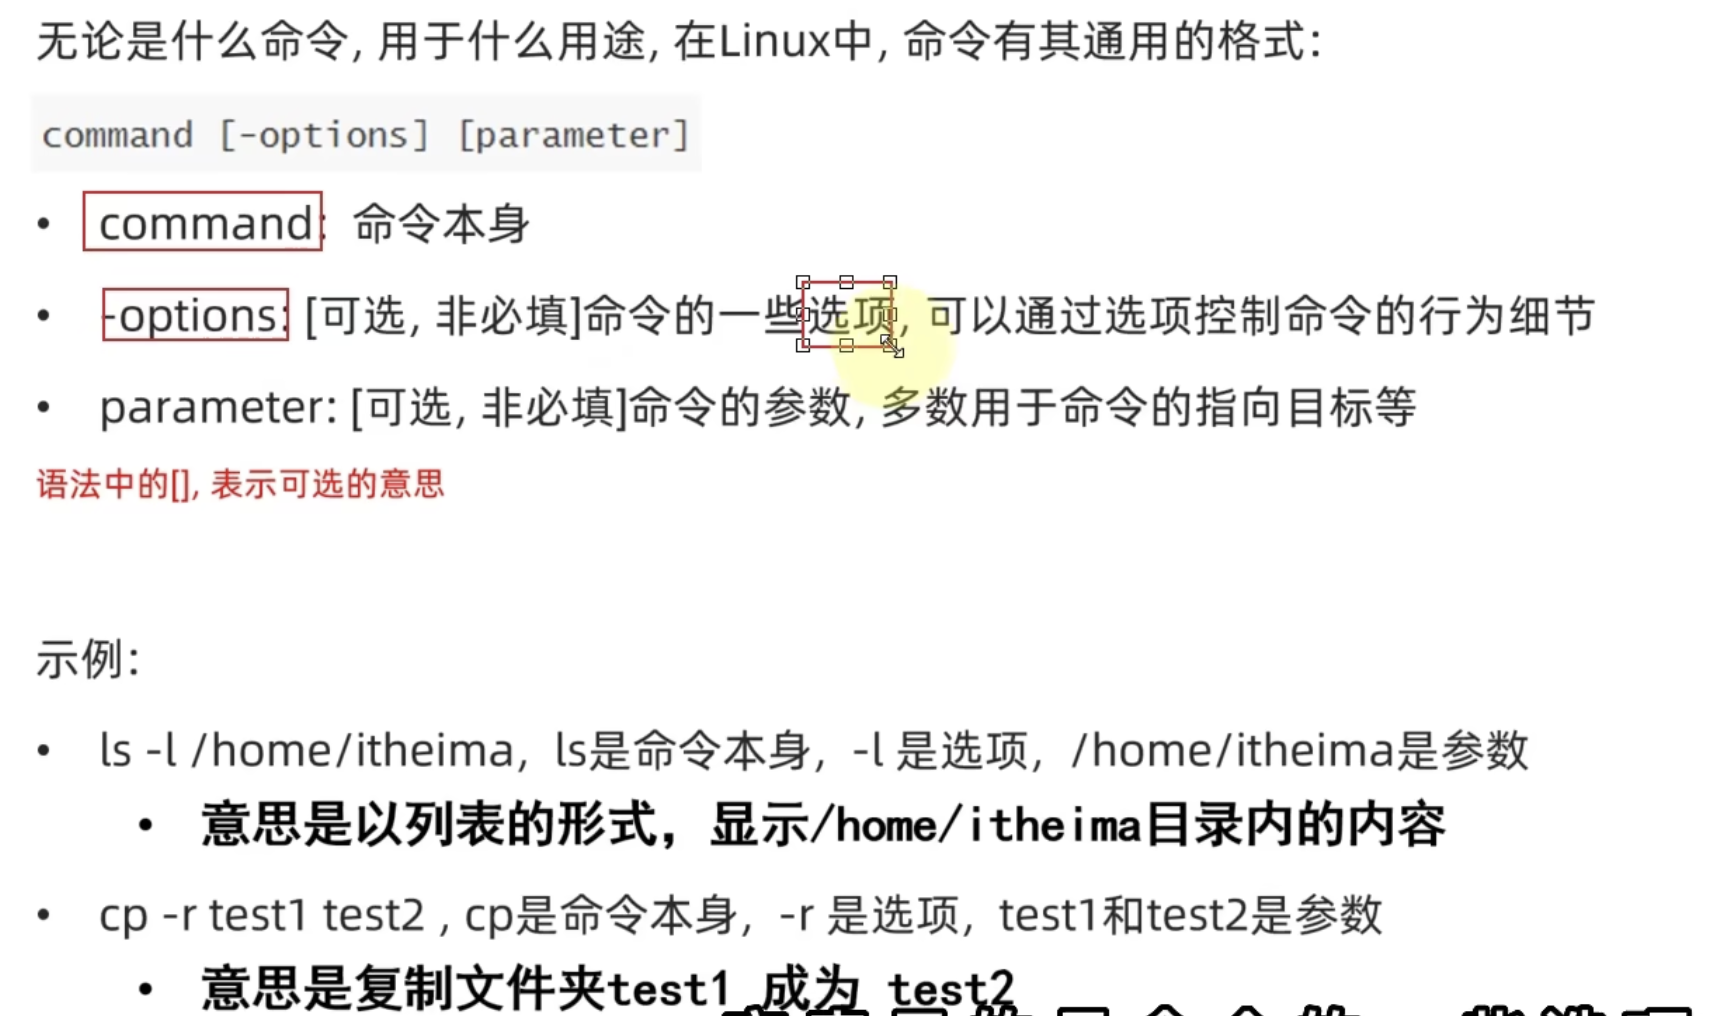 无论是什么命令, 用于什么用途, 在Linux中, 命令有其通用的格式:
command [-options] [parameter]
• command: 命令本身
• -options: [可选, 非必填]命令的一些选项, 可以通过选项控制命令的行为细节
• parameter: [可选, 非必填]命令的参数, 多数用于命令的指向目标等
语法中的[], 表示可选的意思
示例:
• ls -l /home/itheima, ls是命令本身, -l 是选项, /home/itheima是参数
• 意思是以列表的形式，显示/home/itheima目录内的内容
• cp -r test1 test2 , cp是命令本身, -r 是选项, test1和test2是参数
• 意思是复制文件夹test1 成为 test2